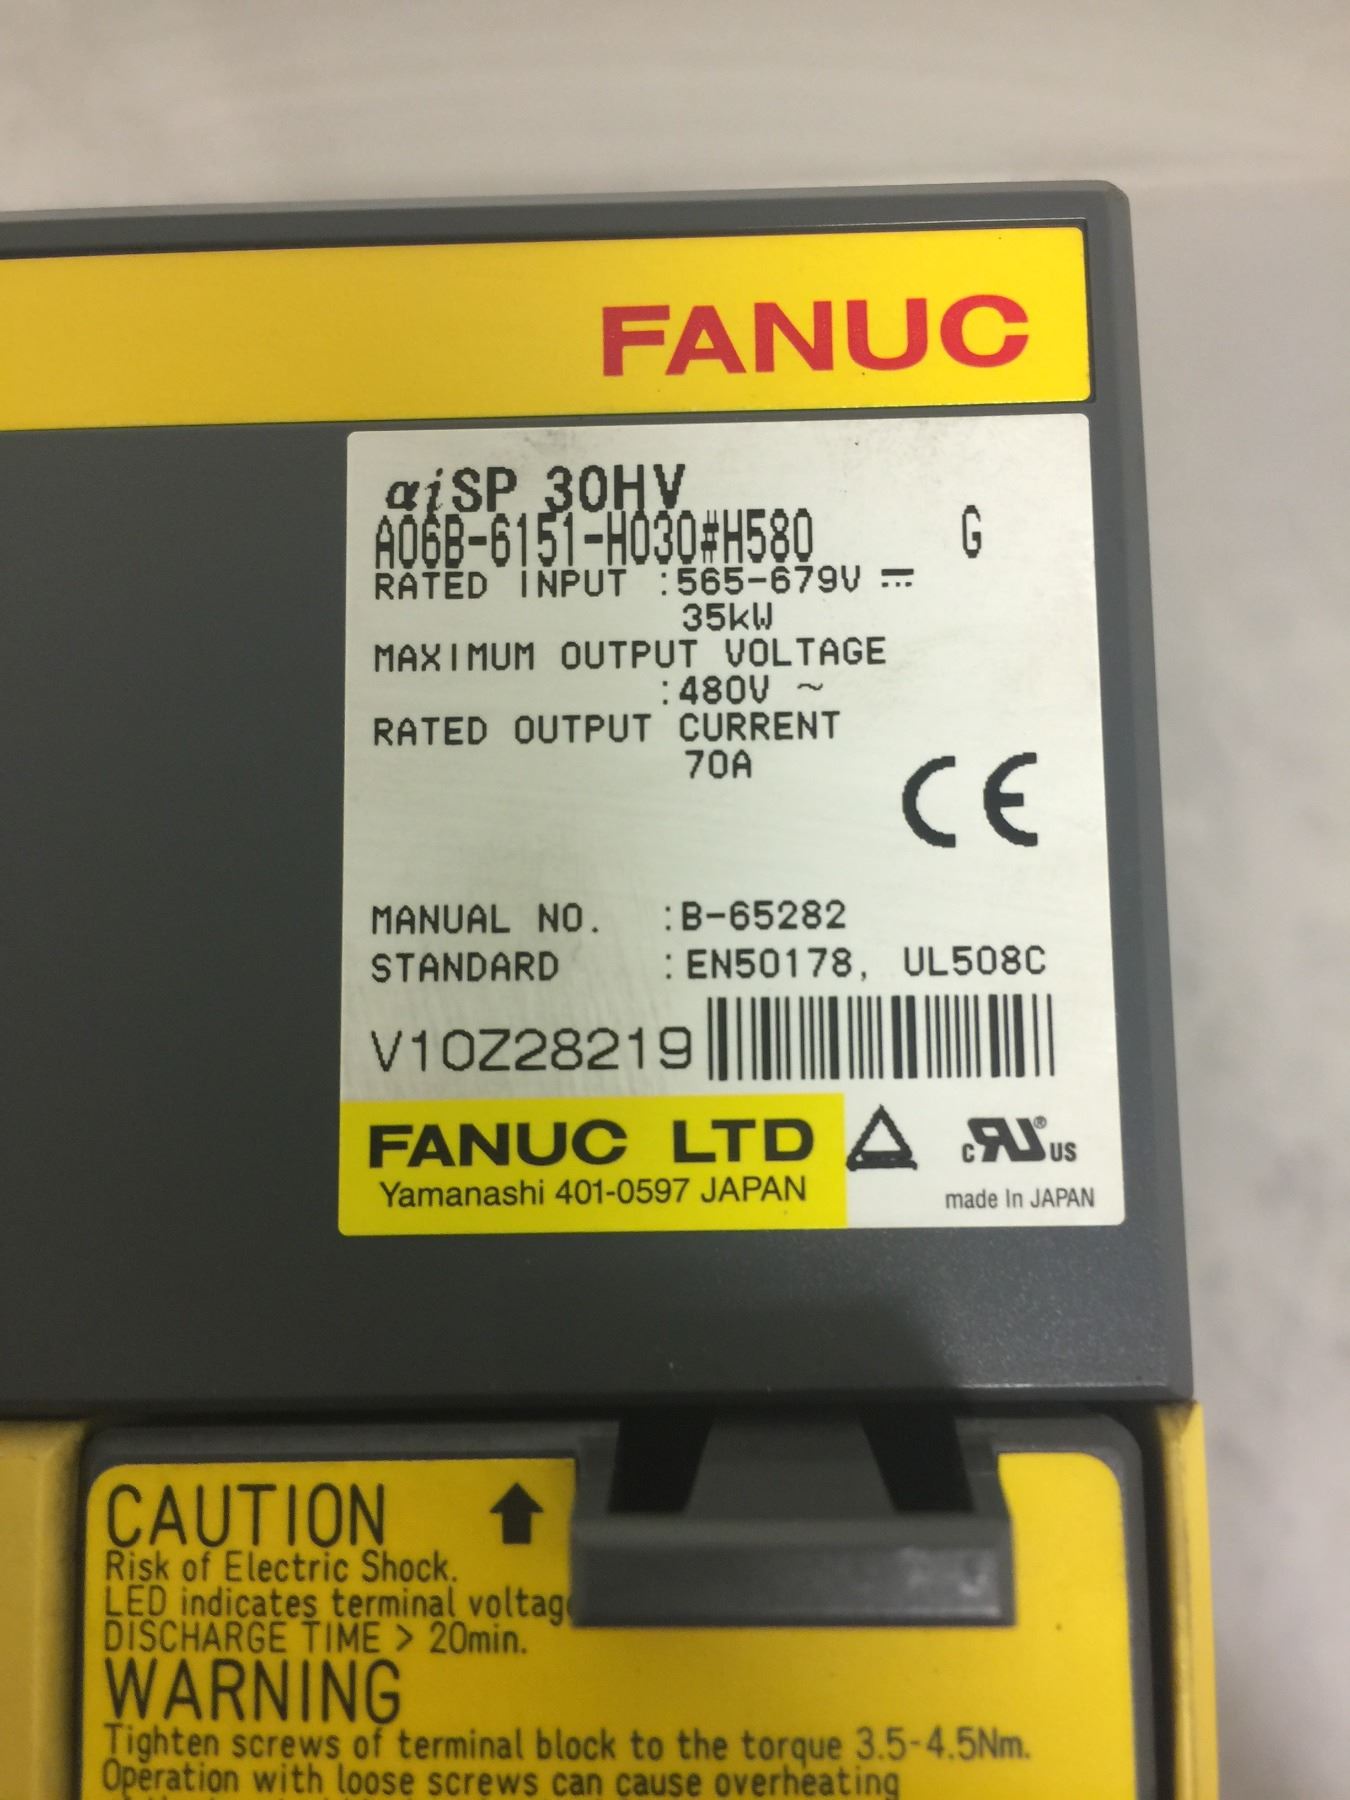 FANUC
αiSP 30HV
A06B-6151-H030#H580 G
RATED INPUT :565-679V ⎓
35kW
MAXIMUM OUTPUT VOLTAGE
:480V ~
RATED OUTPUT CURRENT
70A
CE
MANUAL NO. :B-65282
STANDARD :EN50178, UL508C
V10Z28219
FANUC LTD
Yamanashi 401-0597 JAPAN
c RU ® US
made In JAPAN
CAUTION
Risk of Electric Shock.
LED indicates terminal voltag
DISCHARGE TIME > 20min.
WARNING
Tighten screws of terminal block to the torque 3.5-4.5Nm.
Operation with loose screws can cause overheating